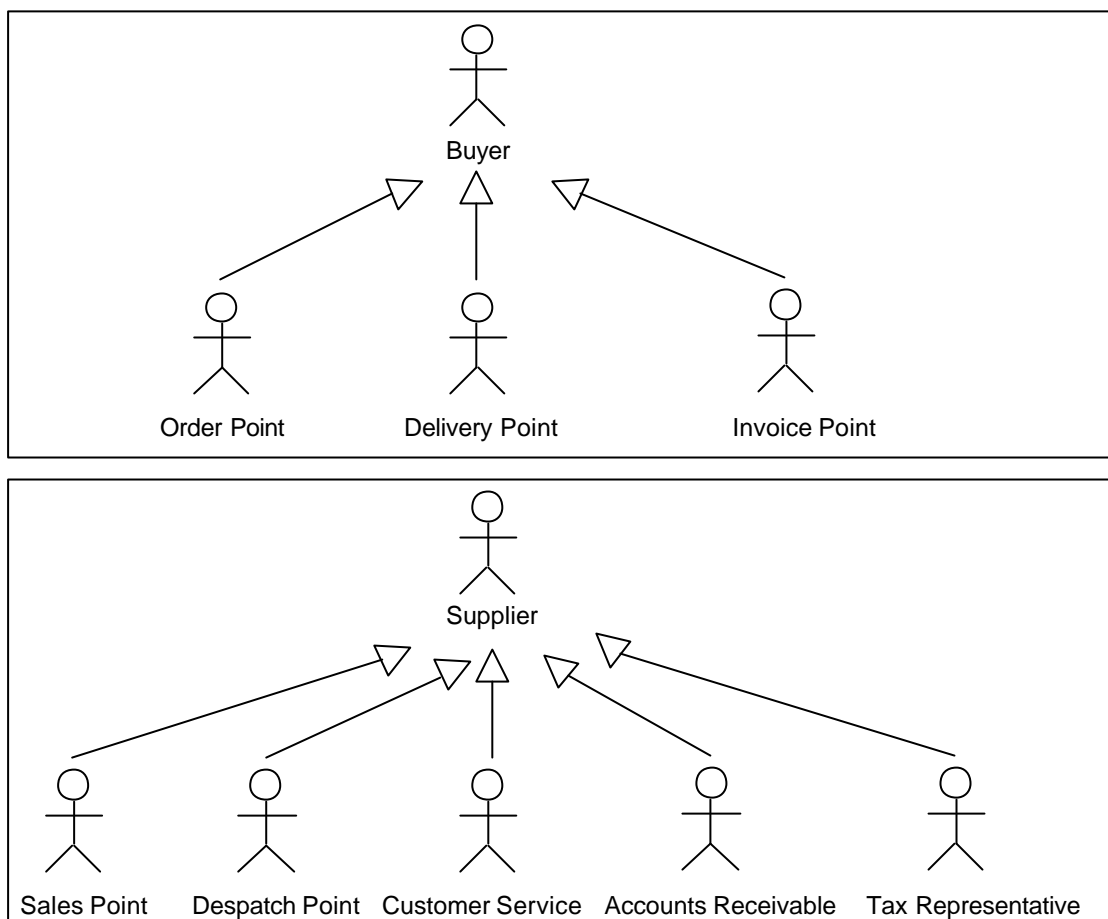 Buyer
Order Point Delivery Point Invoice Point
Supplier
Sales Point Despatch Point Customer Service Accounts Receivable Tax Representative